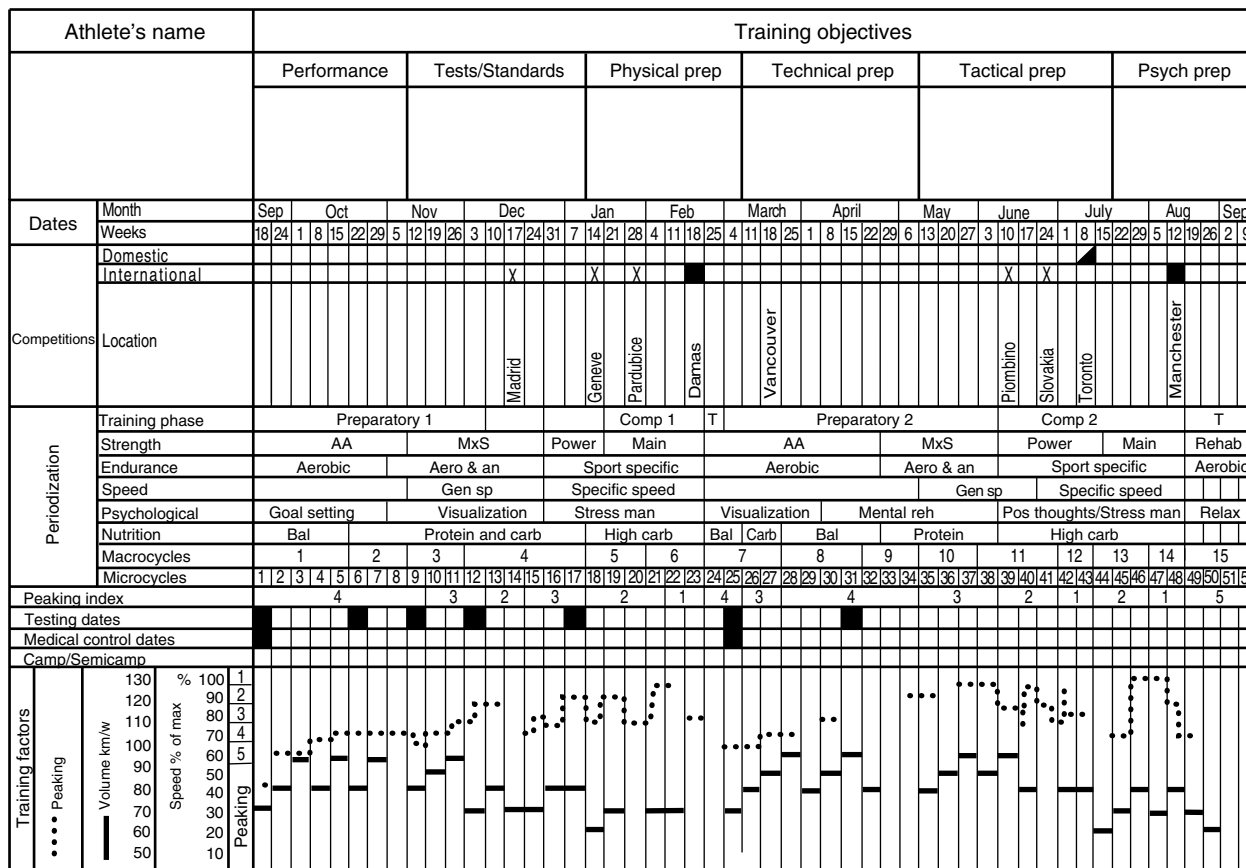 Athlete's name Training objectives
Performance Tests/Standards Physical prep Technical prep Tactical prep Psych prep
Dates
Month Sep Oct Nov Dec Jan Feb March April May June July Aug Sep
Weeks 18 24 1 8 15 22 29 5 12 19 26 3 10 17 24 31 7 14 21 28 4 11 18 25 4 11 18 25 1 8 15 22 29 6 13 20 27 3 10 17 24 1 8 15 22 29 5 12 19 26 2 9
Competitions
Domestic
International X X X X X
Location Madrid Geneve Pardubice Damas Vancouver Piombino Slovakia Toronto Manchester
Periodization
Training phase Preparatory 1 Comp 1 T Preparatory 2 Comp 2 T
Strength AA MxS Power Main AA MxS Power Main Rehab
Endurance Aerobic Aero & an Sport specific Aerobic Aero & an Sport specific Aerobic
Speed Gen sp Specific speed Gen sp Specific speed
Psychological Goal setting Visualization Stress man Visualization Mental reh Pos thoughts/Stress man Relax
Nutrition Bal Protein and carb High carb Bal Carb Bal Protein High carb
Macrocycles 1 2 3 4 5 6 7 8 9 10 11 12 13 14 15
Microcycles 1 2 3 4 5 6 7 8 9 10 11 12 13 14 15 16 17 18 19 20 21 22 23 24 25 26 27 28 29 30 31 32 33 34 35 36 37 38 39 40 41 42 43 44 45 46 47 48 49 50 51 5
Peaking index 4 3 2 3 2 1 4 3 4 3 2 1 2 1 5
Testing dates
Medical control dates
Camp/Semicamp
Training factors
Peaking
Volume km/w
130
120
110
100
90
80
70
60
50
Speed % of max
% 100
90
80
70
60
50
40
30
20
10
Peaking
1
2
3
4
5